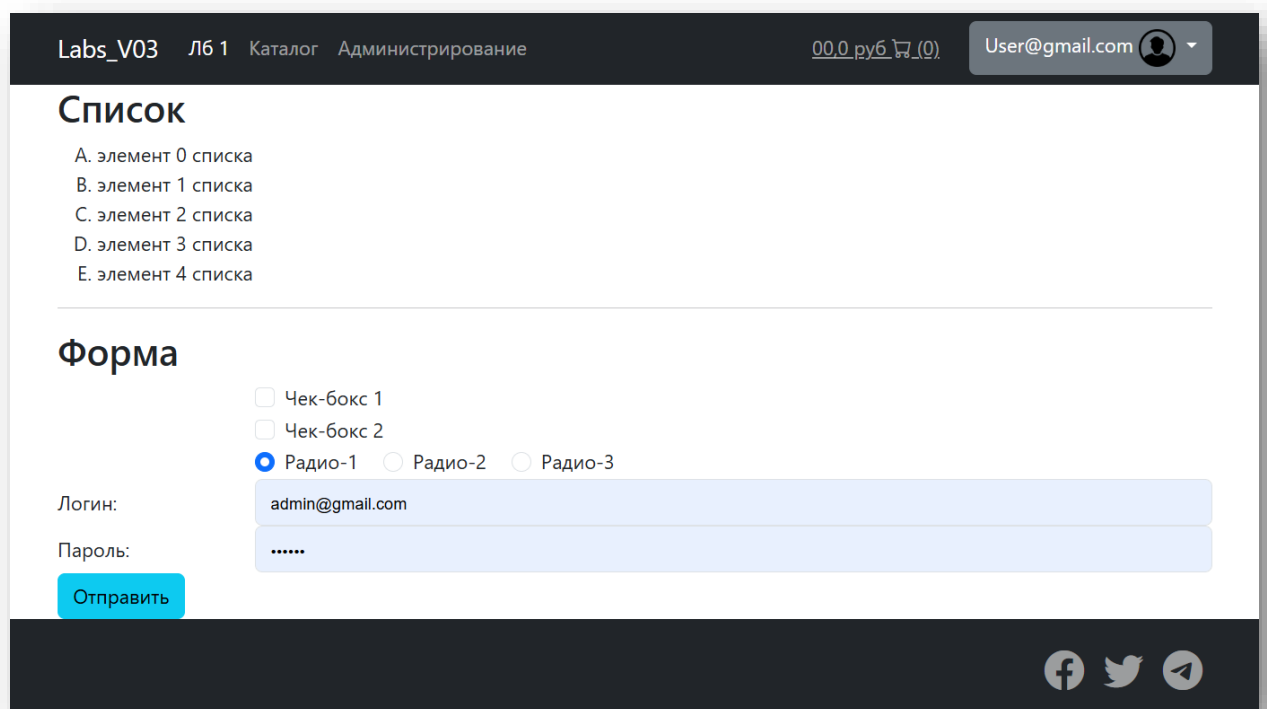 Labs_V03 Лб 1 Каталог Администрирование 00,0 руб (0) User@gmail.com
Список
A. элемент 0 списка
B. элемент 1 списка
C. элемент 2 списка
D. элемент 3 списка
E. элемент 4 списка
Форма
Чек-бокс 1
Чек-бокс 2
Радио-1 Радио-2 Радио-3
Логин: admin@gmail.com
Пароль: ••••••
Отправить